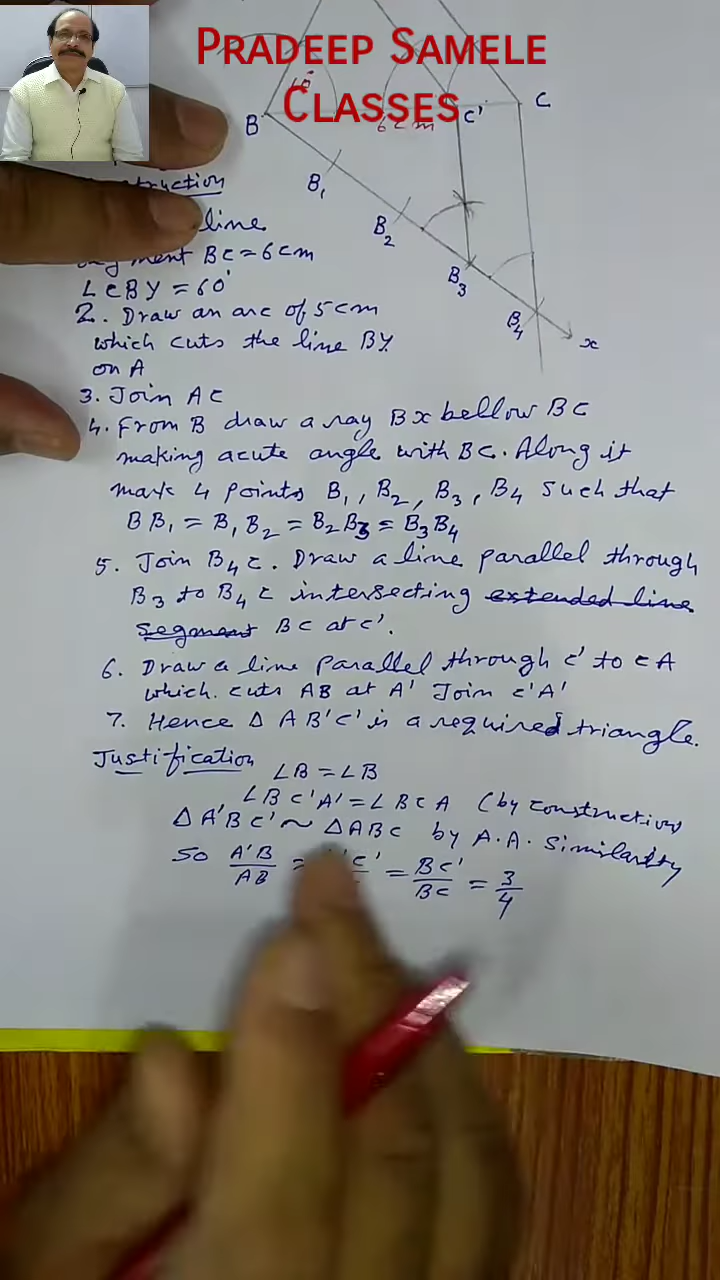 PRADEEP SAMELE
CLASSES
60°
B
6cm
C'
C
B1
B2
B3
B4
x
line
BC = 6cm
∠CBY = 60°
2. Draw an arc of 5cm
which cuts the line BY
on A
3. Join AC
4. From B draw a ray Bx bellow BC
making acute angle with BC. Along it
mark 4 points B1, B2, B3, B4 such that
BB1 = B1B2 = B2B3 = B3B4
5. Join B4C. Draw a line parallel through
B3 to B4C intersecting extended line
segment BC at C'.
6. Draw a line parallel through C' to CA
which cuts AB at A' Join C'A'
7. Hence Δ AB'C' is a required triangle.
Justification
∠B = ∠B
∠BC'A' = ∠BCA (by construction)
ΔA'BC' ~ ΔABC by A.A. Similarity
So A'B/AB = C'/ = BC'/BC = 3/4